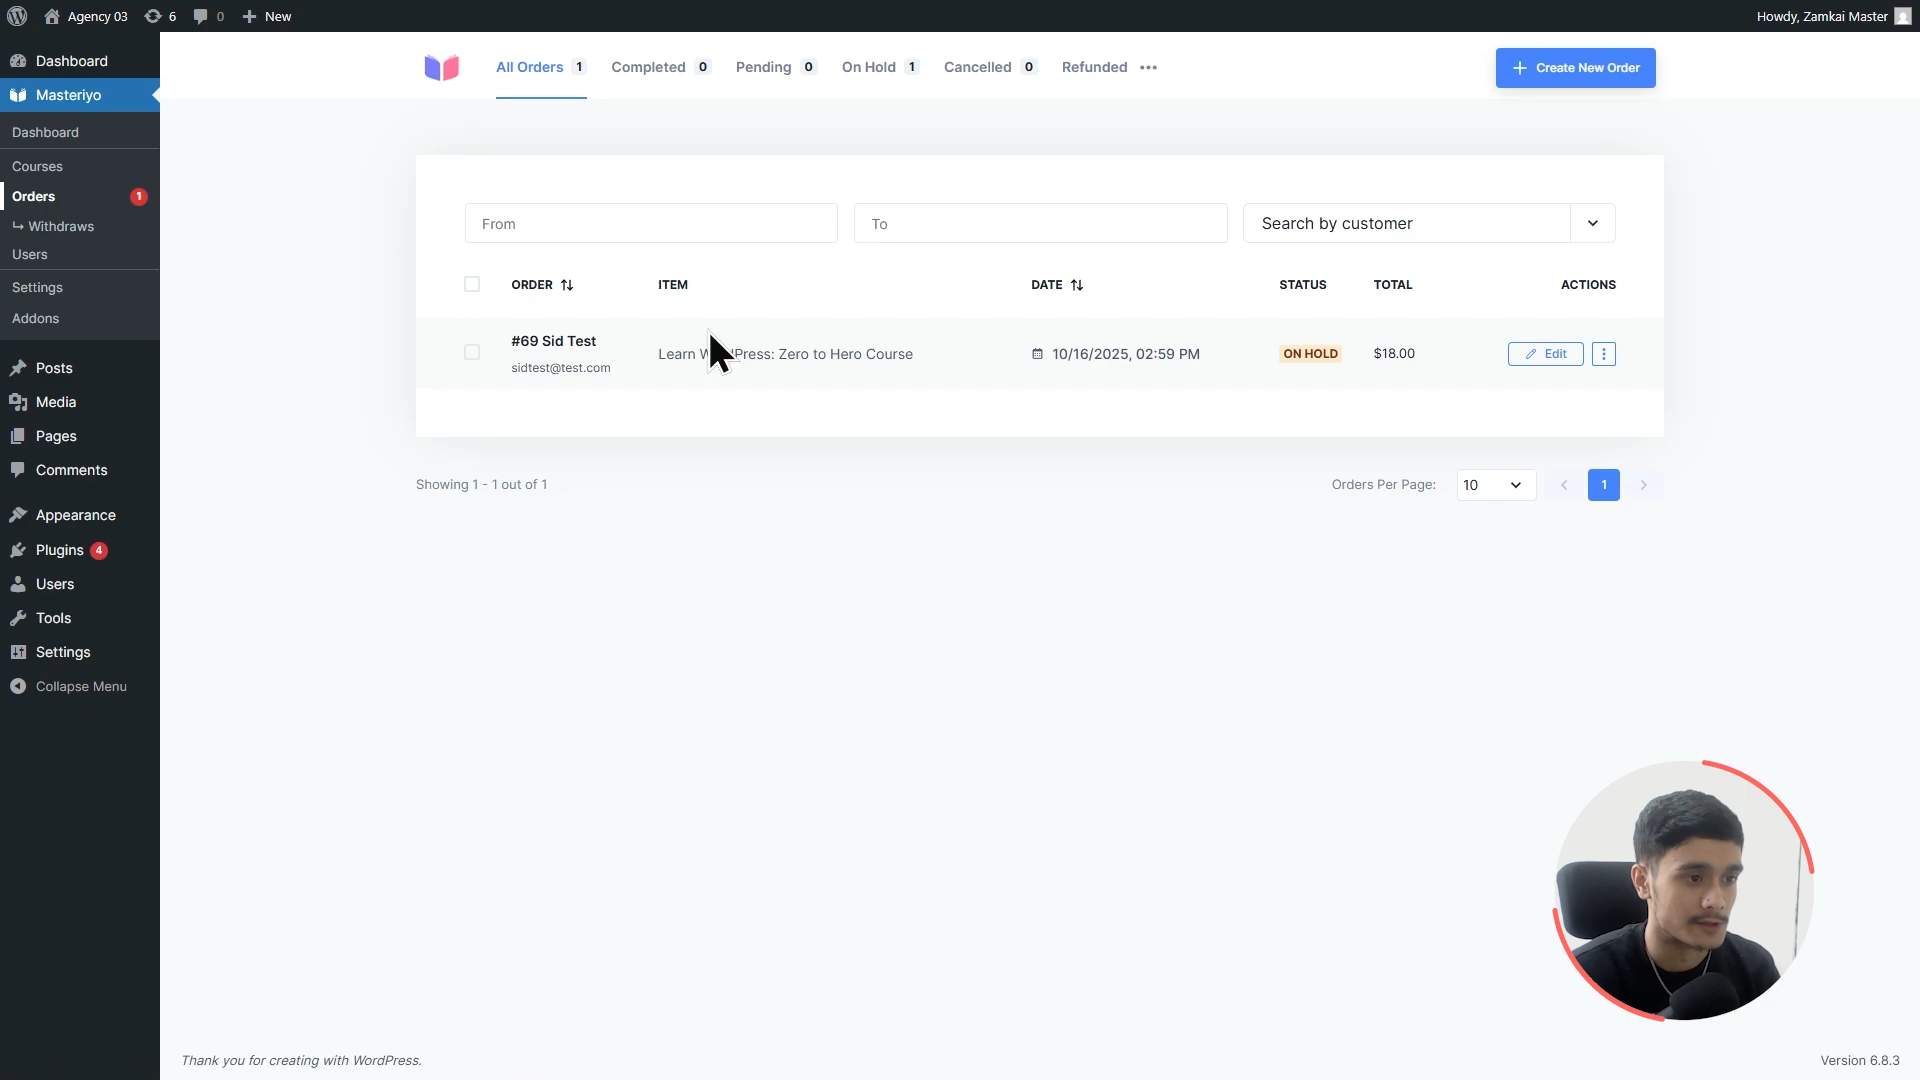 Agency 03 6 0 New Howdy, Zamkai Master
Dashboard
Masteriyo
Dashboard
Courses
Orders 1
↳ Withdraws
Users
Settings
Addons
Posts
Media
Pages
Comments
Appearance
Plugins 4
Users
Tools
Settings
Collapse Menu
All Orders 1 Completed 0 Pending 0 On Hold 1 Cancelled 0 Refunded •••
+ Create New Order
From To Search by customer
ORDER ITEM DATE STATUS TOTAL ACTIONS
#69 Sid Test
sidtest@test.com
Learn WordPress: Zero to Hero Course 10/16/2025, 02:59 PM ON HOLD $18.00 Edit
Showing 1 - 1 out of 1 Orders Per Page: 10 1
Thank you for creating with WordPress. Version 6.8.3